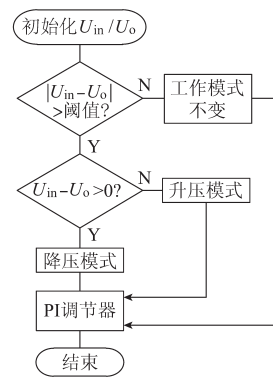 初始化Uin/Uo
|Uin−Uo|
>阈值?
N
工作模式
不变
Y
Uin−Uo>0?
N
升压模式
Y
降压模式
PI调节器
结束